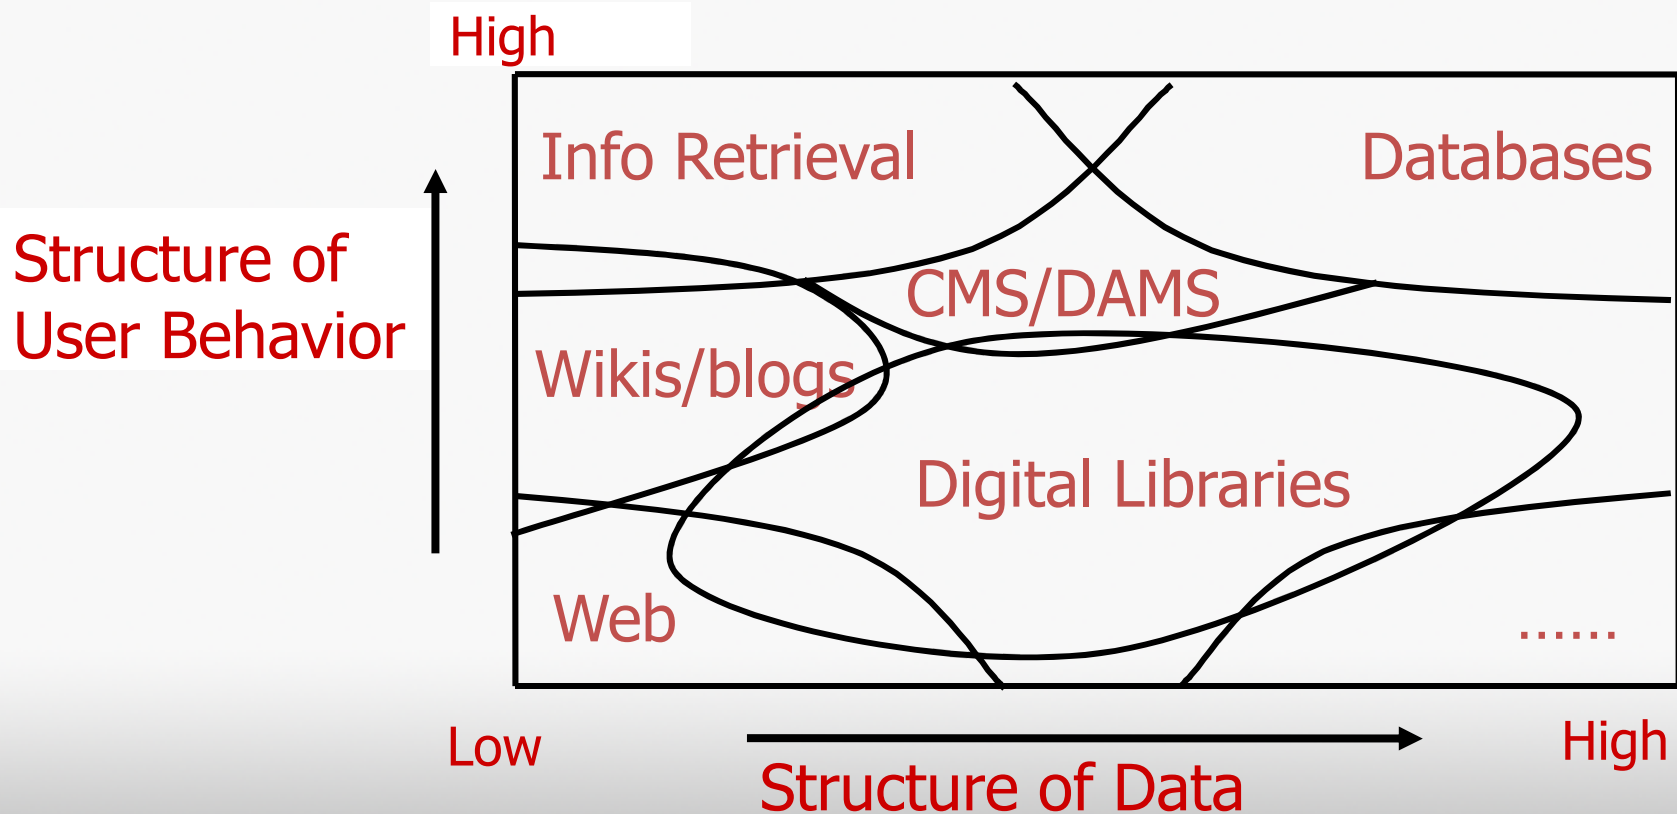 High
Info Retrieval
Databases
Structure of
User Behavior
CMS/DAMS
Wikis/blogs
Digital Libraries
Web
......
Low
High
Structure of Data